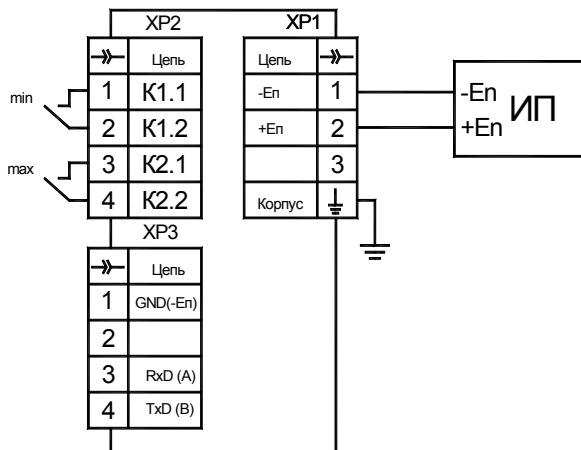 XP2
XP1
Цепь
Цепь
min
1 К1.1
2 К1.2
max
3 К2.1
4 К2.2
-Еп 1
+Еп 2
3
Корпус
-En
+En
ИП
XP3
Цепь
1 GND(-Еп)
2
3 RxD (A)
4 TxD (B)